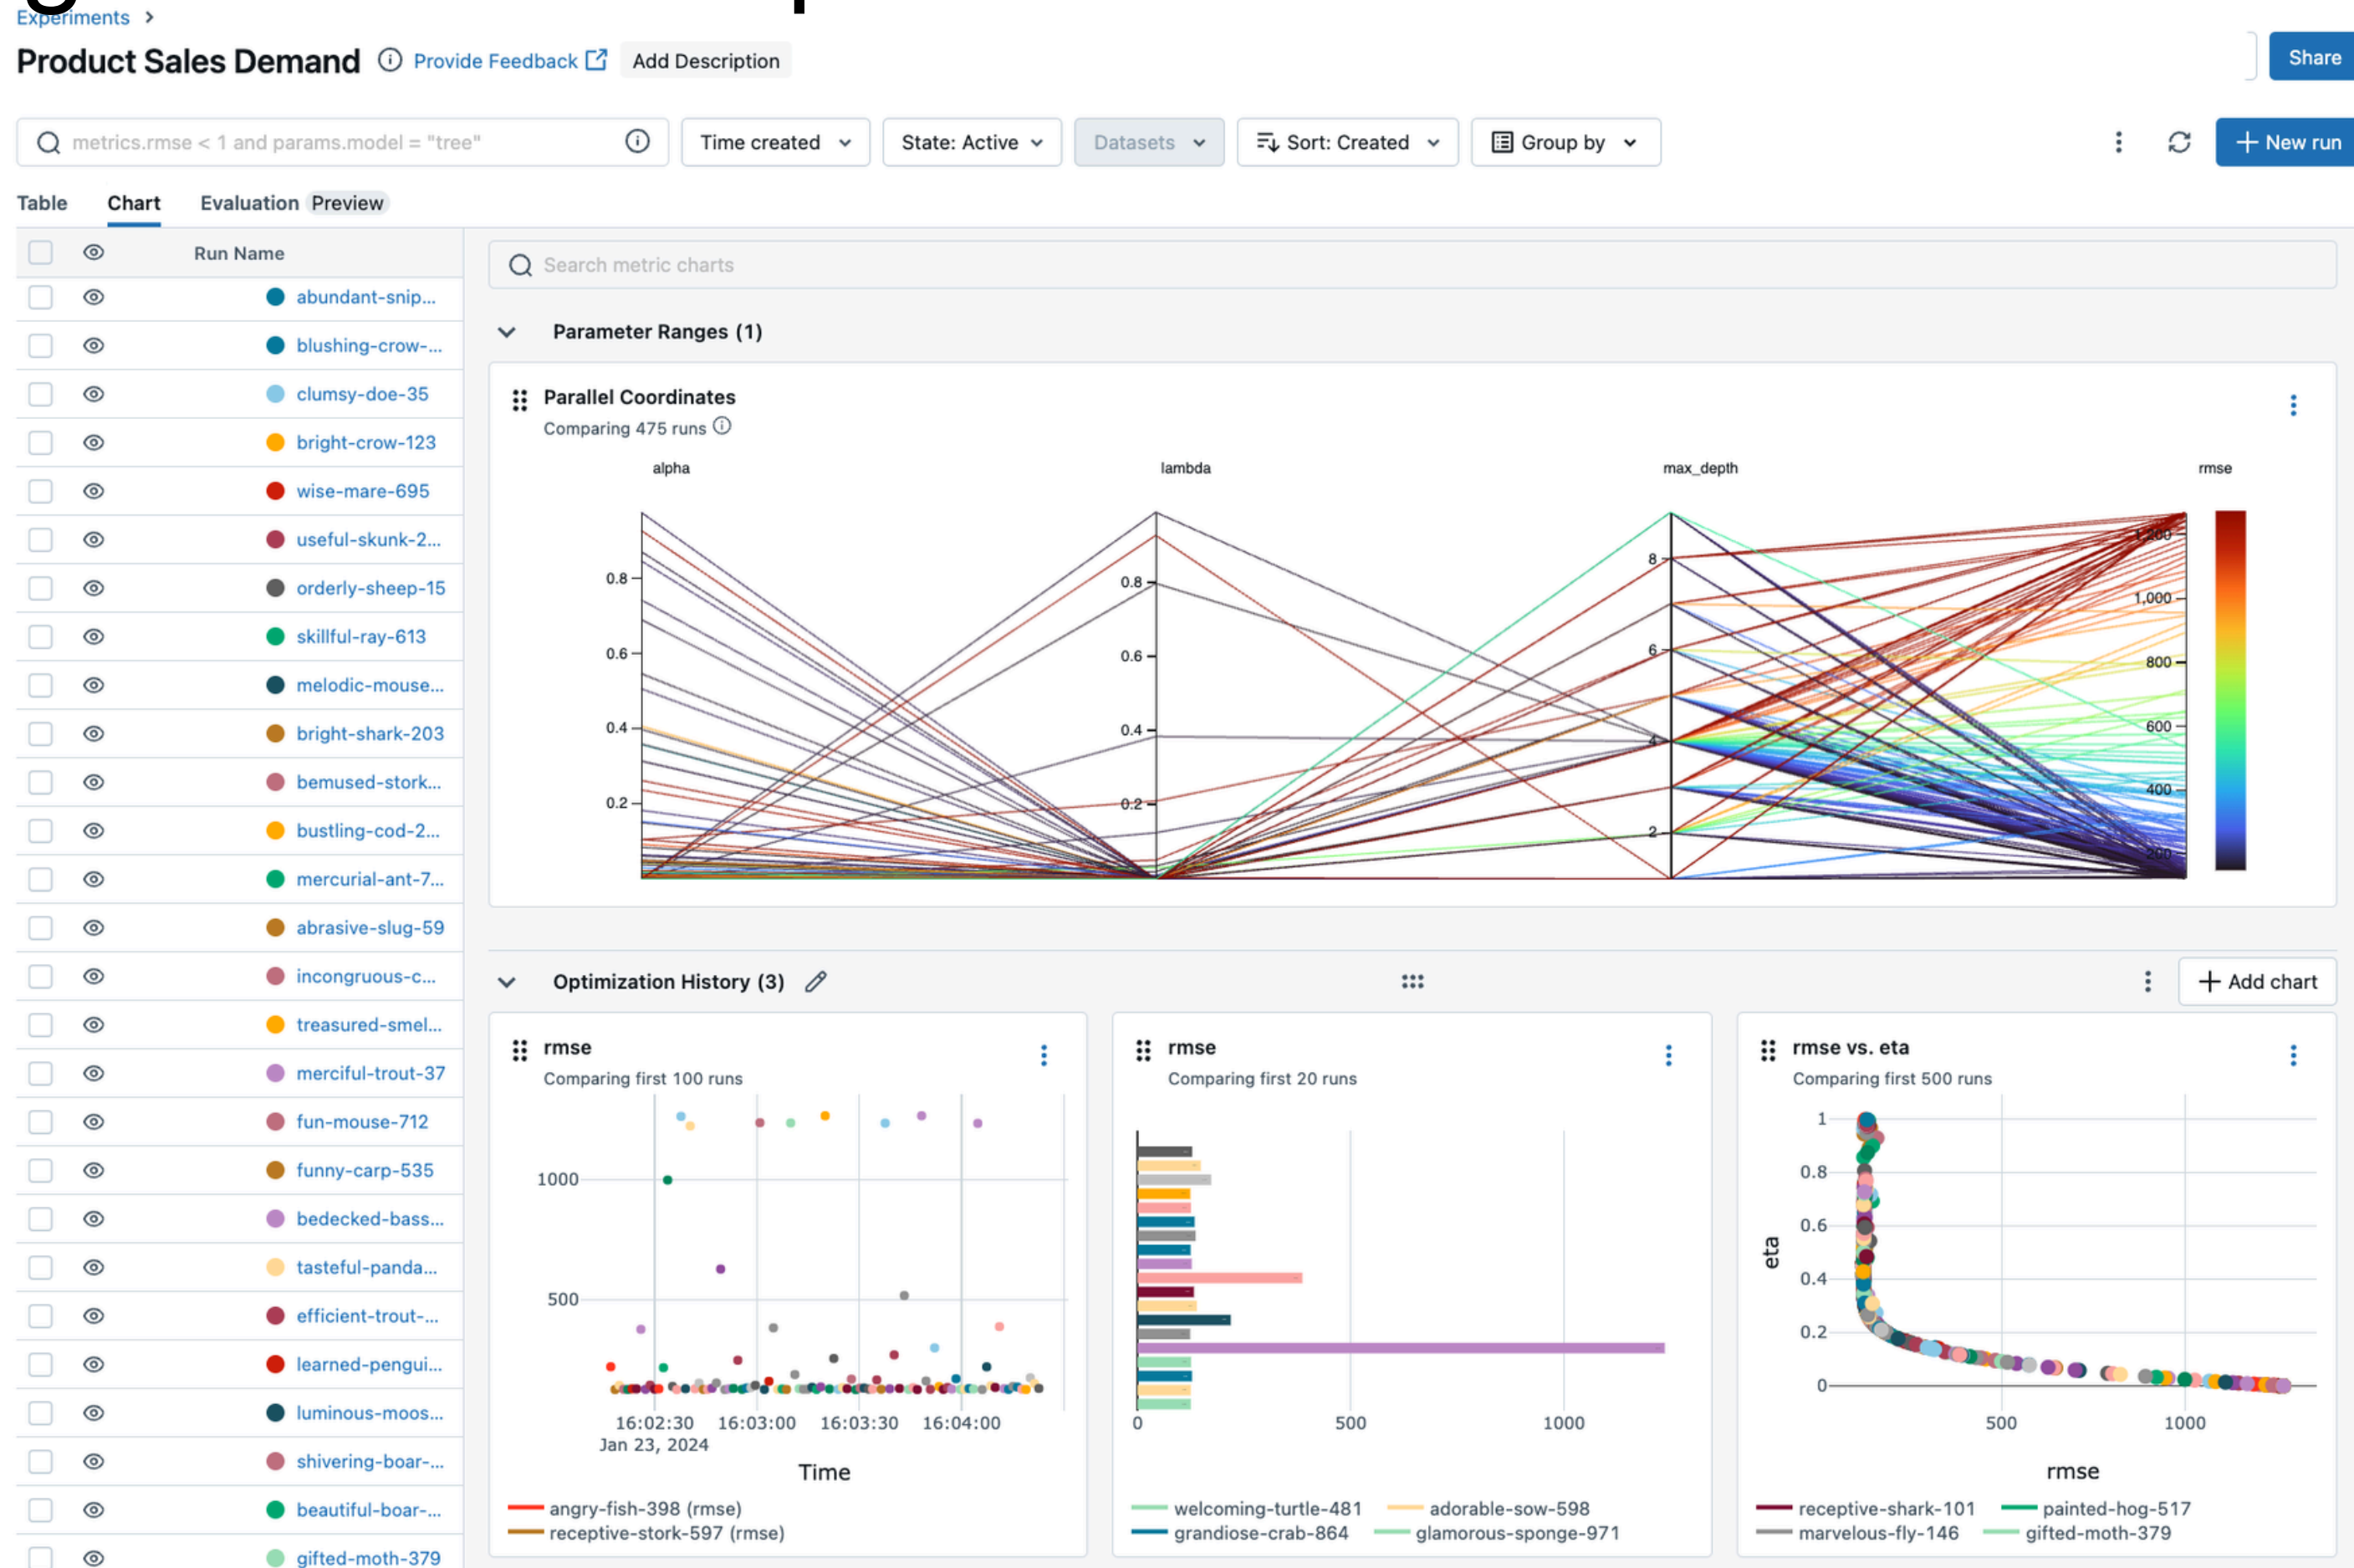 Experiments
Product Sales Demand Provide Feedback Add Description
Share
metrics.rmse < 1 and params.model = "tree" Time created State: Active Datasets Sort: Created Group by New run
Table Chart Evaluation Preview
Run Name
abundant-snip...
blushing-crow-...
clumsy-doe-35
bright-crow-123
wise-mare-695
useful-skunk-2...
orderly-sheep-15
skillful-ray-613
melodic-mouse...
bright-shark-203
bemused-stork...
bustling-cod-2...
mercurial-ant-7...
abrasive-slug-59
incongruous-c...
treasured-smel...
merciful-trout-37
fun-mouse-712
funny-carp-535
bedecked-bass...
tasteful-panda...
efficient-trout-...
learned-pengui...
luminous-moos...
shivering-boar-...
beautiful-boar-...
gifted-moth-379
Search metric charts
Parameter Ranges (1)
Parallel Coordinates
Comparing 475 runs
alpha lambda max_depth rmse
0.8
0.6
0.4
0.2
0.8
0.6
0.4
0.2
8
6
4
2
1,200
1,000
800
600
400
200
Optimization History (3)
Add chart
rmse
Comparing first 100 runs
1000
500
16:02:30 16:03:00 16:03:30 16:04:00
Jan 23, 2024
Time
angry-fish-398 (rmse)
receptive-stork-597 (rmse)
rmse
Comparing first 20 runs
0 500 1000
welcoming-turtle-481 adorable-sow-598
grandiose-crab-864 glamorous-sponge-971
rmse vs. eta
Comparing first 500 runs
eta
1
0.8
0.6
0.4
0.2
0
500 1000
rmse
receptive-shark-101 painted-hog-517
marvelous-fly-146 gifted-moth-379